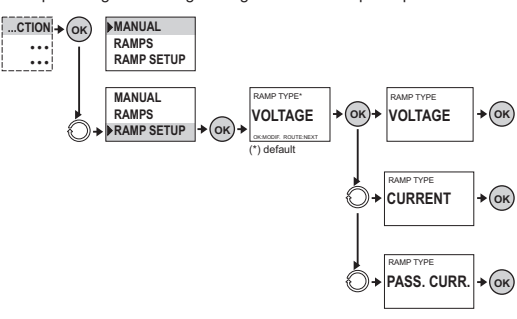 ...CTION
OK
MANUAL
RAMPS
RAMP SETUP
MANUAL
RAMPS
RAMP SETUP
OK
RAMP TYPE*
VOLTAGE
OK:MODIF. ROUTE:NEXT
(*) default
OK
RAMP TYPE
VOLTAGE
OK
RAMP TYPE
CURRENT
OK
RAMP TYPE
PASS. CURR.
OK